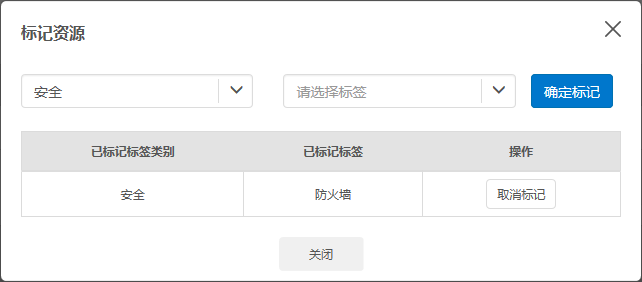 标记资源
安全 请选择标签 确定标记
已标记标签类别 已标记标签 操作
安全 防火墙 取消标记
关闭